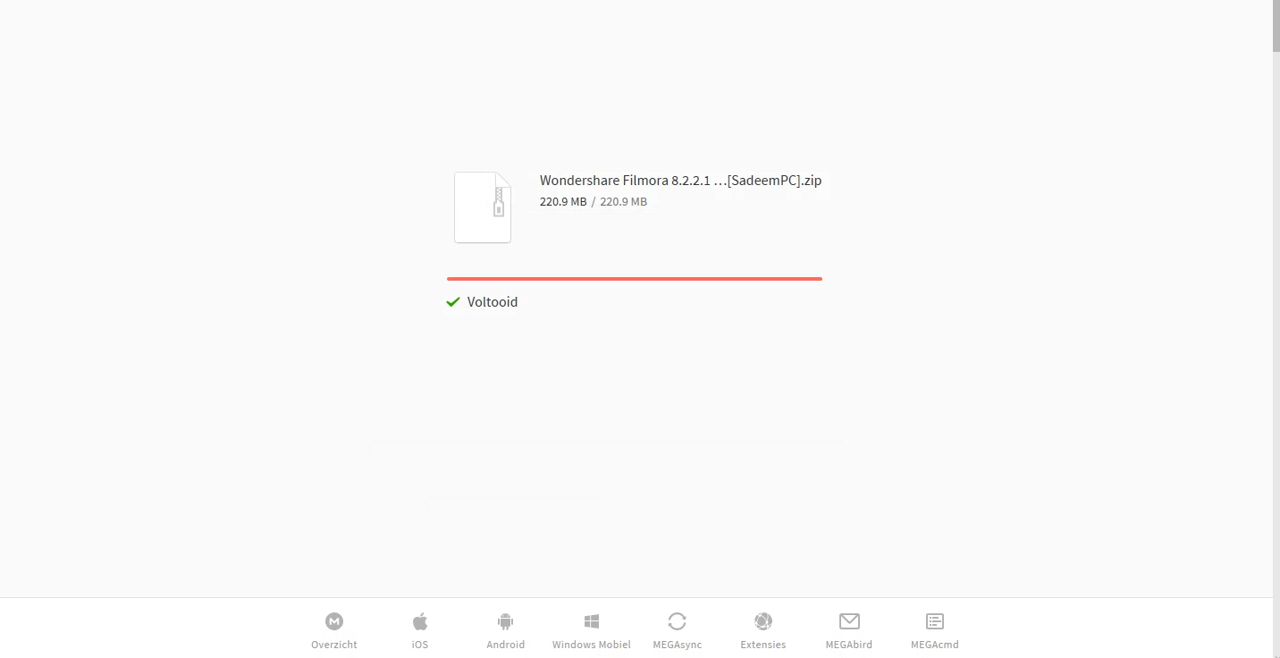 Wondershare Filmora 8.2.2.1 …[SadeemPC].zip
220.9 MB / 220.9 MB
Voltooid
Overzicht iOS Android Windows Mobiel MEGAsync Extensies MEGAbird MEGAcmd